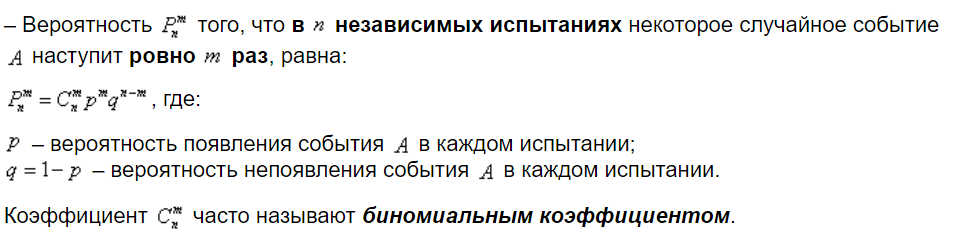 – Вероятность $P_n^m$ того, что в $n$ независимых испытаниях некоторое случайное событие
$A$ наступит ровно $m$ раз, равна:
$P_n^m = C_n^m p^m q^{n-m}$, где:
$p$ – вероятность появления события $A$ в каждом испытании;
$q = 1 - p$ – вероятность непоявления события $A$ в каждом испытании.
Коэффициент $C_n^m$ часто называют биномиальным коэффициентом.